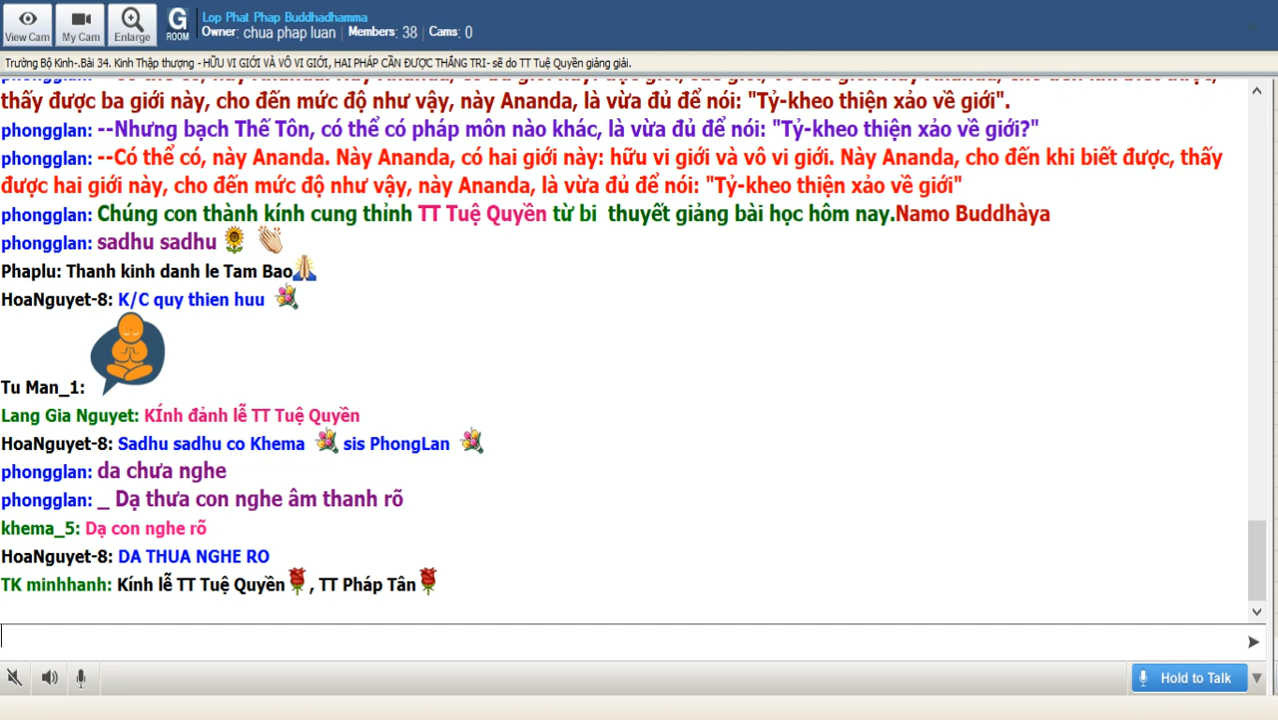 View Cam
My Cam
Enlarge
G
ROOM
Lop Phat Phap Buddhadhamma
Owner: chua phap luan | Members: 38 | Cams: 0
Trường Bộ Kinh-.Bài 34. Kinh Thập thượng - HỮU VI GIỚI VÀ VÔ VI GIỚI, HAI PHÁP CẦN ĐƯỢC THẮNG TRI- sẽ do TT Tuệ Quyền giảng giải.
thấy được ba giới này, cho đến mức độ như vậy, này Ananda, là vừa đủ để nói: "Tỷ-kheo thiện xảo về giới".
phongglan: --Nhưng bạch Thế Tôn, có thể có pháp môn nào khác, là vừa đủ để nói: "Tỷ-kheo thiện xảo về giới?"
phongglan: --Có thể có, này Ananda. Này Ananda, có hai giới này: hữu vi giới và vô vi giới. Này Ananda, cho đến khi biết được, thấy
được hai giới này, cho đến mức độ như vậy, này Ananda, là vừa đủ để nói: "Tỷ-kheo thiện xảo về giới"
phongglan: Chúng con thành kính cung thỉnh TT Tuệ Quyền từ bi thuyết giảng bài học hôm nay.Namo Buddhàya
phongglan: sadhu sadhu
Phaplu: Thanh kinh danh le Tam Bao
HoaNguyet-8: K/C quy thien huu
Tu Man_1:
Lang Gia Nguyet: KÍnh đảnh lễ TT Tuệ Quyền
HoaNguyet-8: Sadhu sadhu co Khema sis PhongLan
phongglan: da chưa nghe
phongglan: _ Dạ thưa con nghe âm thanh rõ
khema_5: Dạ con nghe rõ
HoaNguyet-8: DA THUA NGHE RO
TK minhhanh: Kính lễ TT Tuệ Quyền, TT Pháp Tân
Hold to Talk